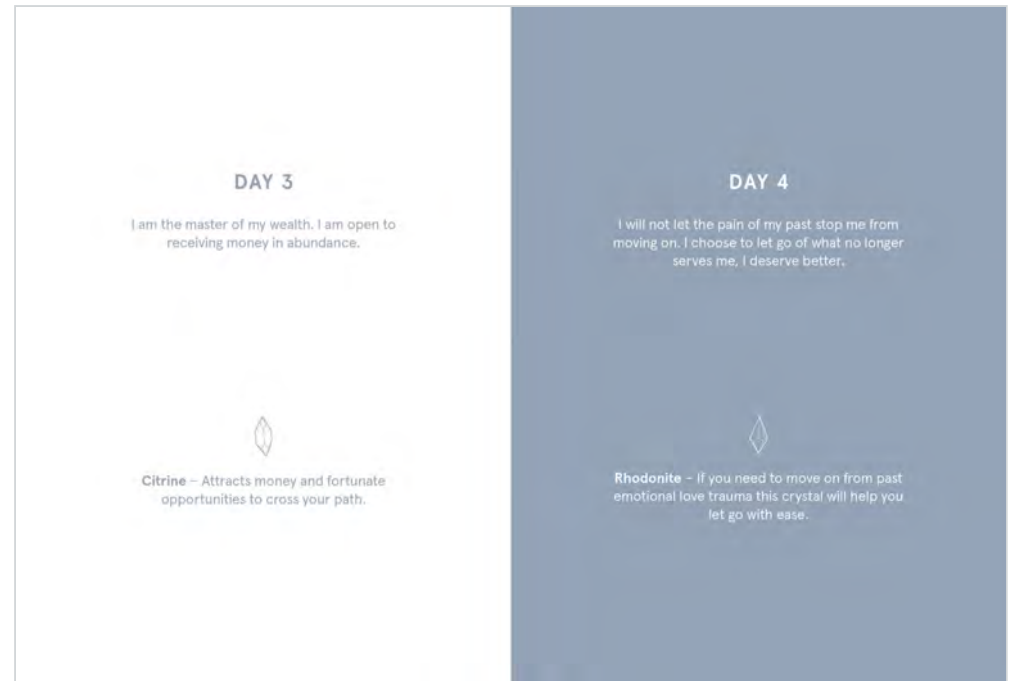 DAY 3
I am the master of my wealth. I am open to
receiving money in abundance.
Citrine – Attracts money and fortunate
opportunities to cross your path.
DAY 4
I will not let the pain of my past stop me from
moving on. I choose to let go of what no longer
serves me, I deserve better.
Rhodonite – If you need to move on from past
emotional love trauma this crystal will help you
let go with ease.